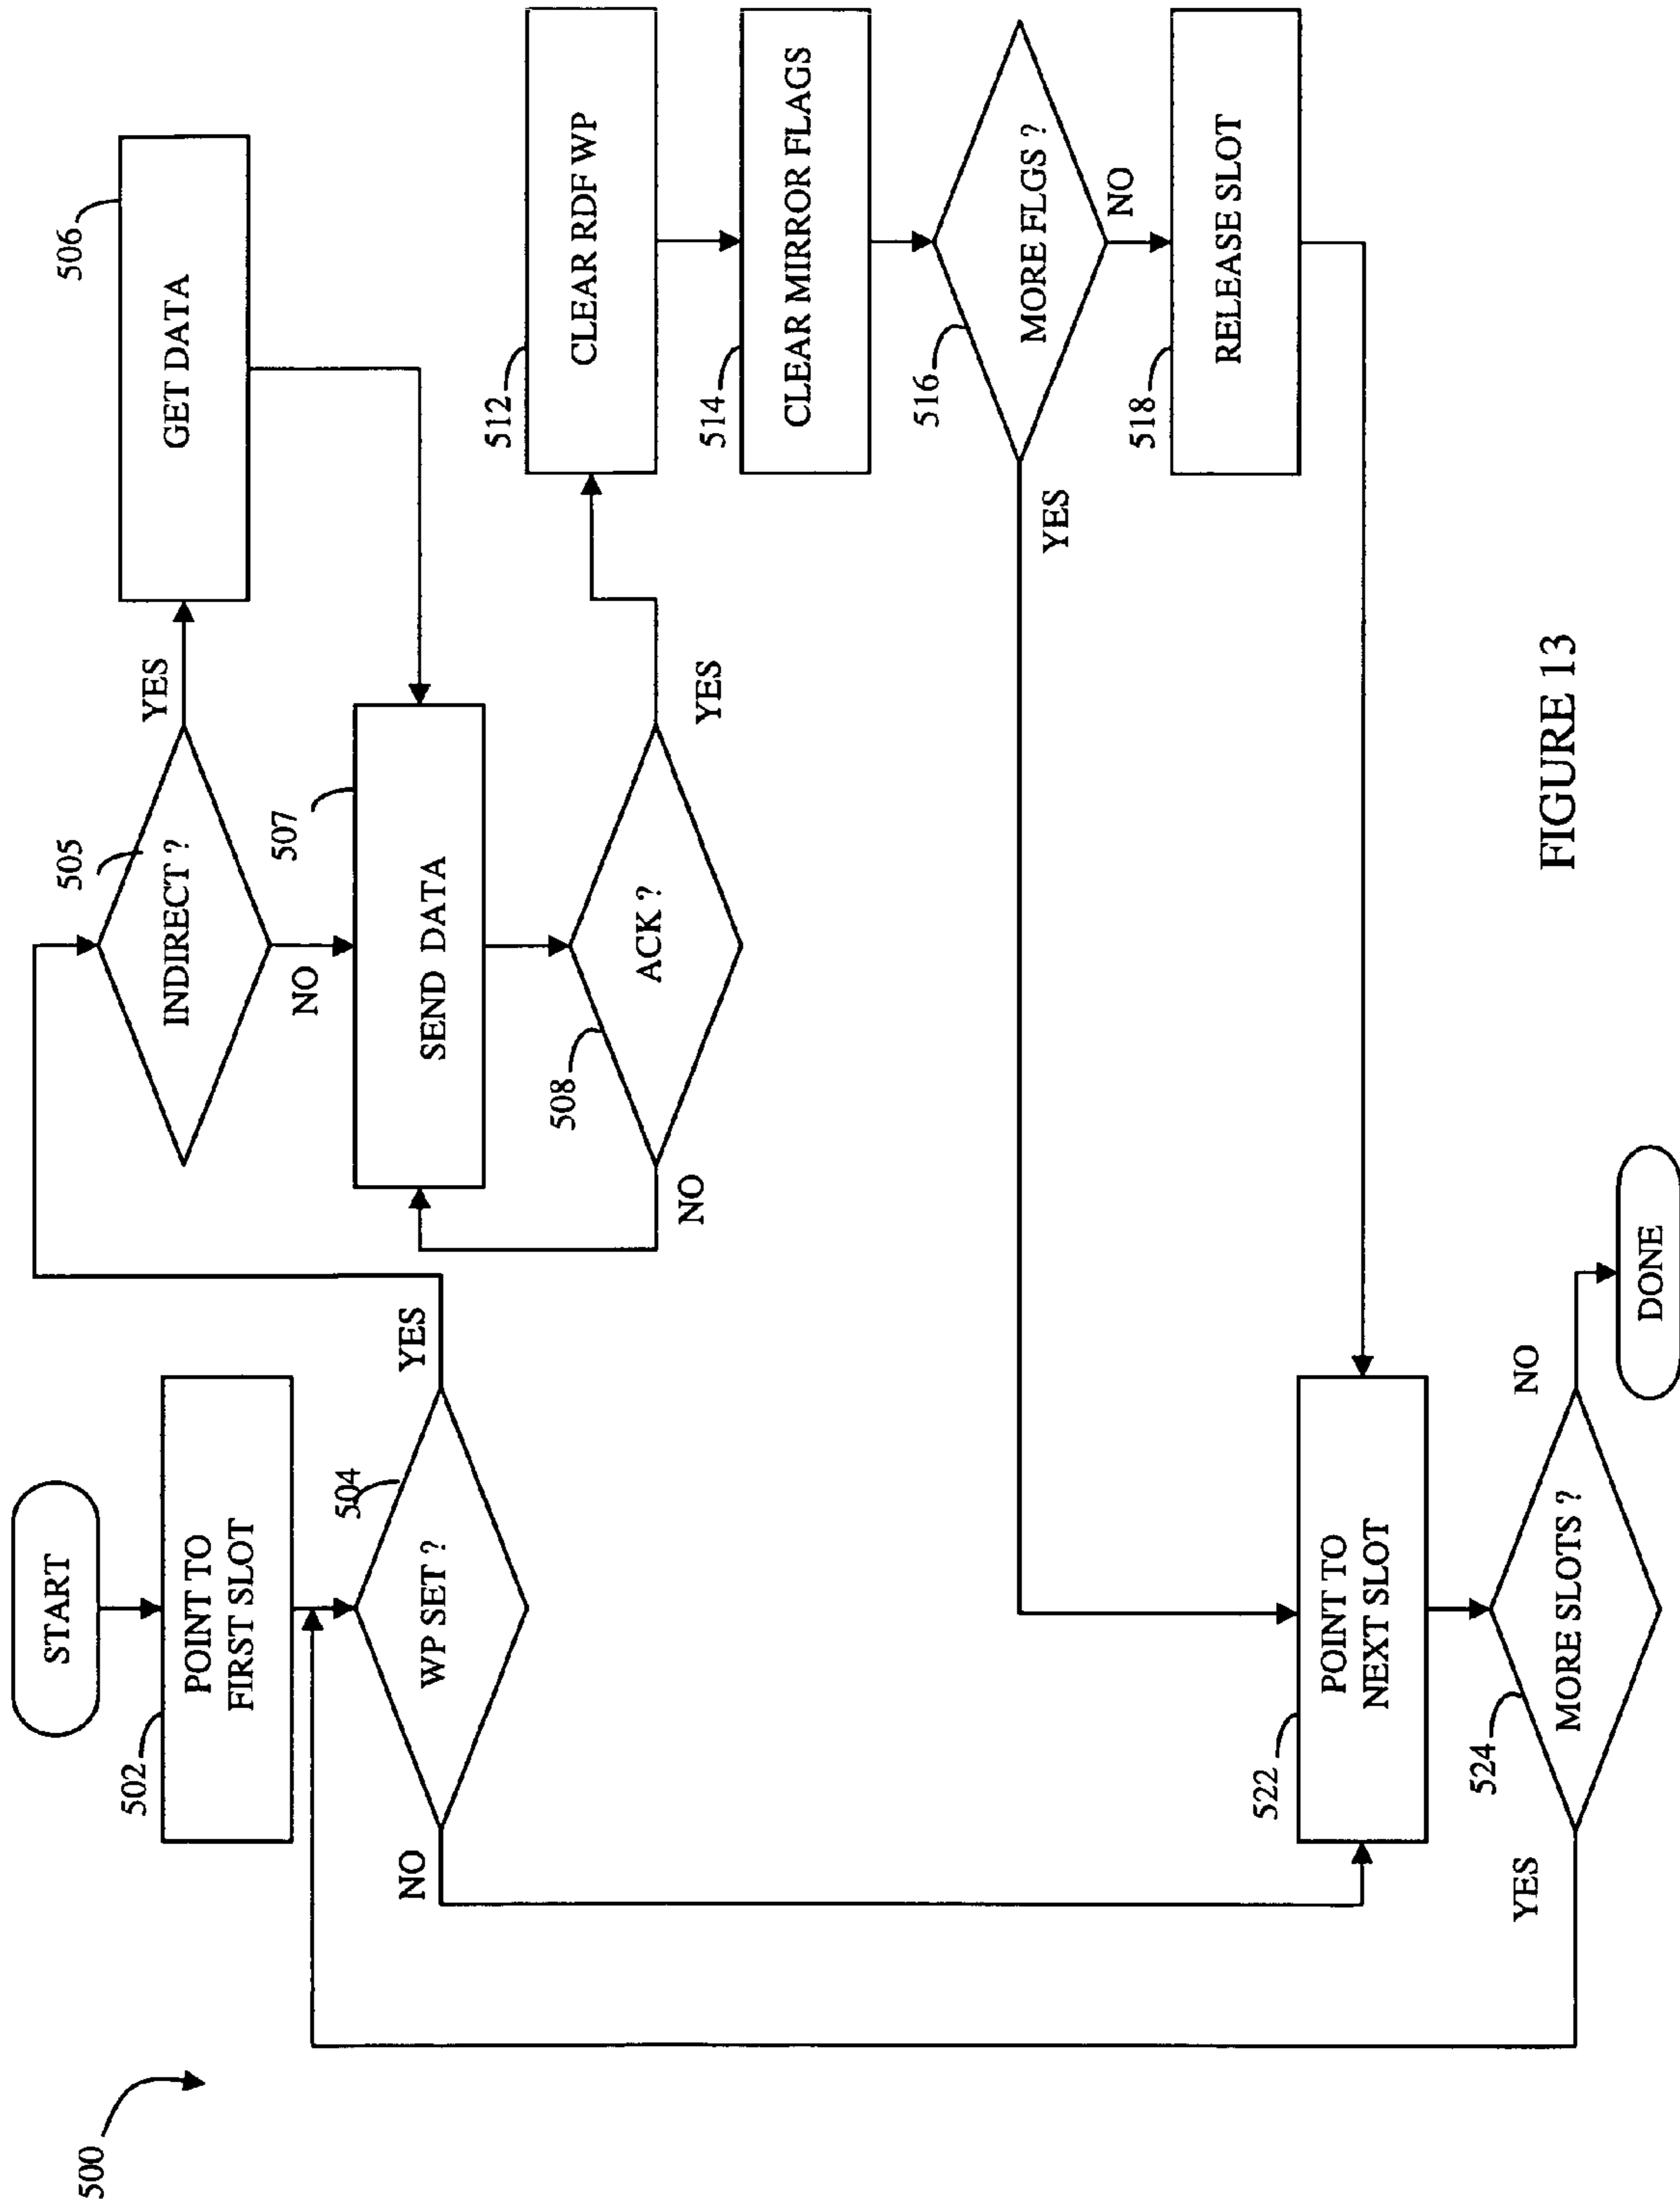 500
START
502
POINT TO
FIRST SLOT
504
WP SET ?
YES
NO
505
INDIRECT ?
YES
NO
506
GET DATA
507
SEND DATA
508
ACK ?
YES
NO
512
CLEAR RDF WP
514
CLEAR MIRROR FLAGS
516
MORE FLGS ?
YES
NO
518
RELEASE SLOT
522
POINT TO
NEXT SLOT
524
MORE SLOTS ?
YES
NO
DONE
FIGURE 13